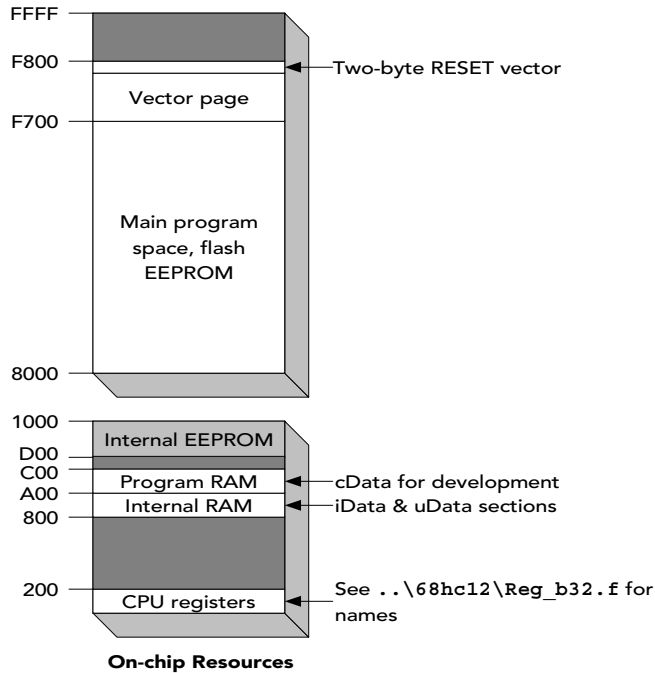 FFFF
F800
Two-byte RESET vector
Vector page
F700
Main program
space, flash
EEPROM
8000
1000
Internal EEPROM
D00
C00
Program RAM
cData for development
A00
Internal RAM
iData & uData sections
800
200
CPU registers
See ..\68hc12\Reg_b32.f for
names
On-chip Resources